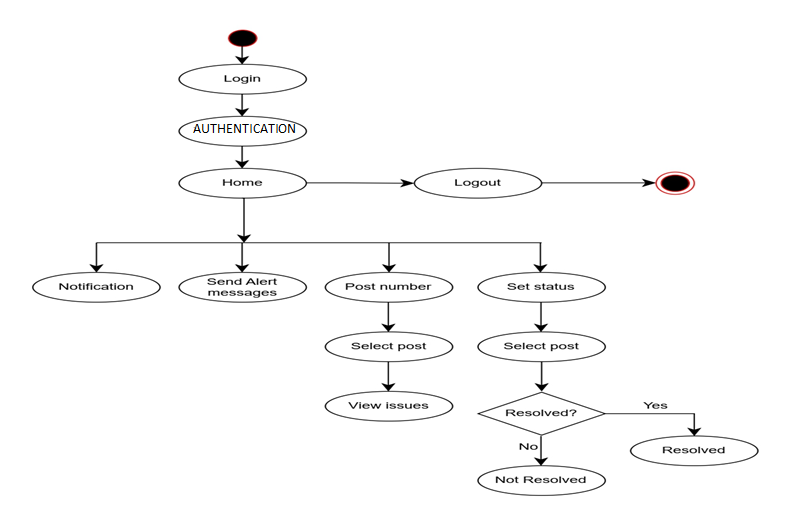 Login
AUTHENTICATION
Home
Logout
Notification
Send Alert
messages
Post number
Set status
Select post
Select post
View issues
Resolved?
Yes
No
Resolved
Not Resolved